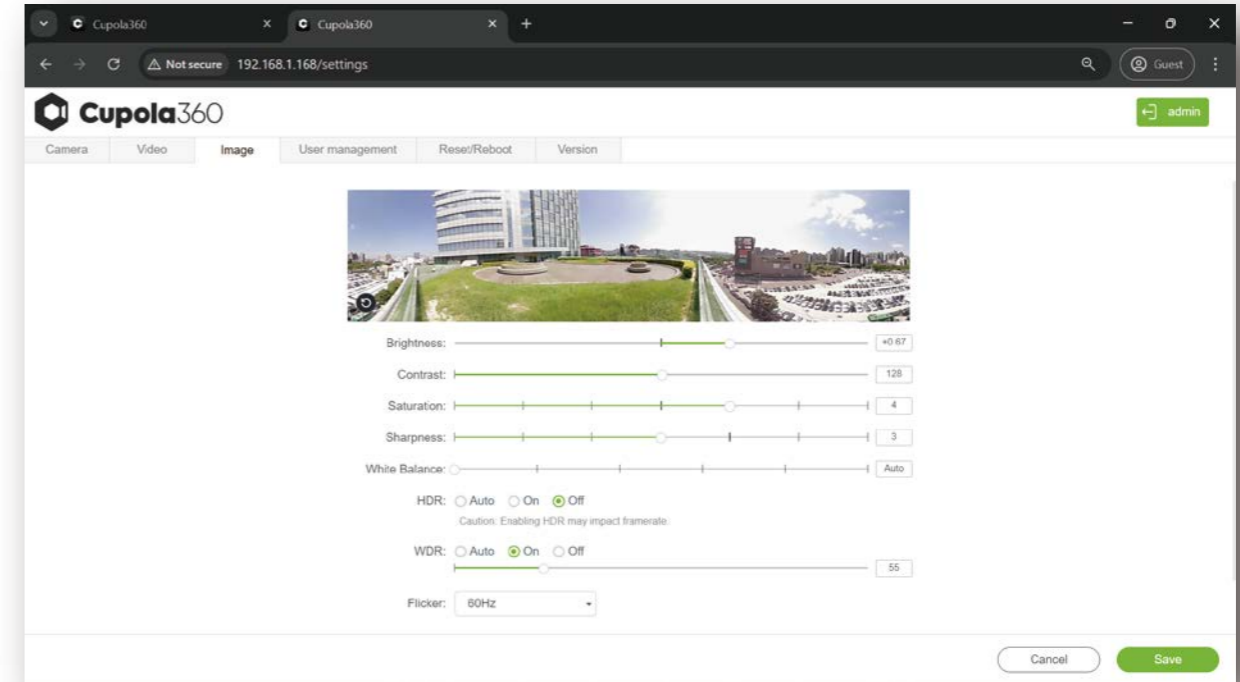 Cupola360
Cupola360
Not secure 192.168.1.168/settings
Guest
Cupola360
admin
Camera Video Image User management Reset/Reboot Version
Brightness: +0.67
Contrast: 128
Saturation: 4
Sharpness: 3
White Balance: Auto
HDR: Auto On Off
Caution: Enabling HDR may impact framerate.
WDR: Auto On Off
55
Flicker: 60Hz
Cancel Save